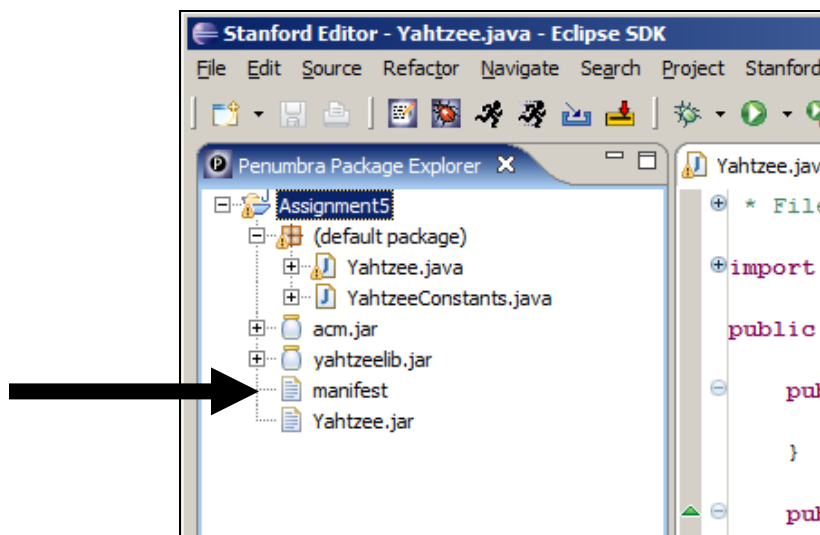 Stanford Editor - Yahtzee.java - Eclipse SDK
File Edit Source Refactor Navigate Search Project Stanford
P Penumbra Package Explorer
J Yahtzee.jav
Assignment5
* File
(default package)
J Yahtzee.java
import
J YahtzeeConstants.java
acm.jar
public
yahtzeelib.jar
manifest
pub
Yahtzee.jar
}
pub